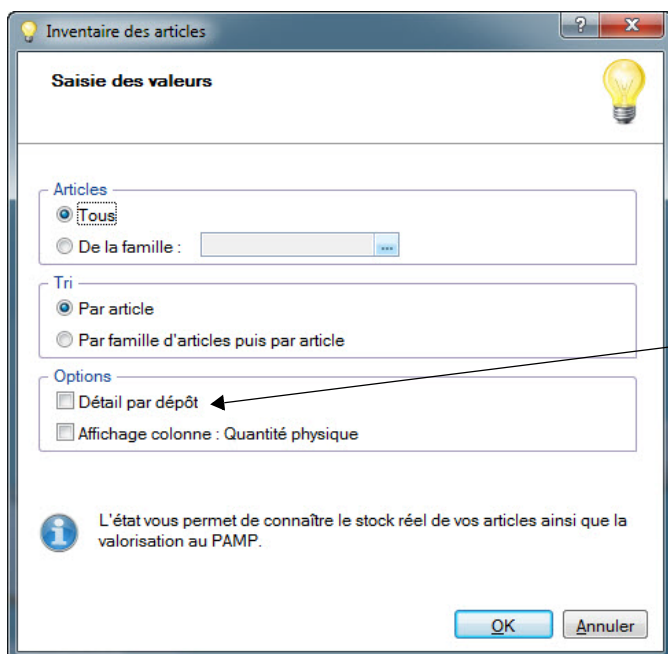 Inventaire des articles
Saisie des valeurs
Articles
Tous
De la famille :
...
Tri
Par article
Par famille d'articles puis par article
Options
Détail par dépôt
Affichage colonne : Quantité physique
L'état vous permet de connaître le stock réel de vos articles ainsi que la
valorisation au PAMP.
OK Annuler